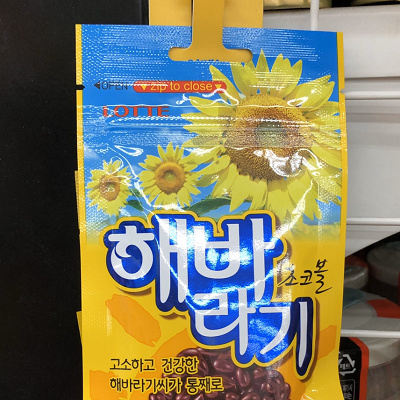 OPEN zip to close
LOTTE
해바라기
초코볼
고소하고 건강한
해바라기씨가 통째로